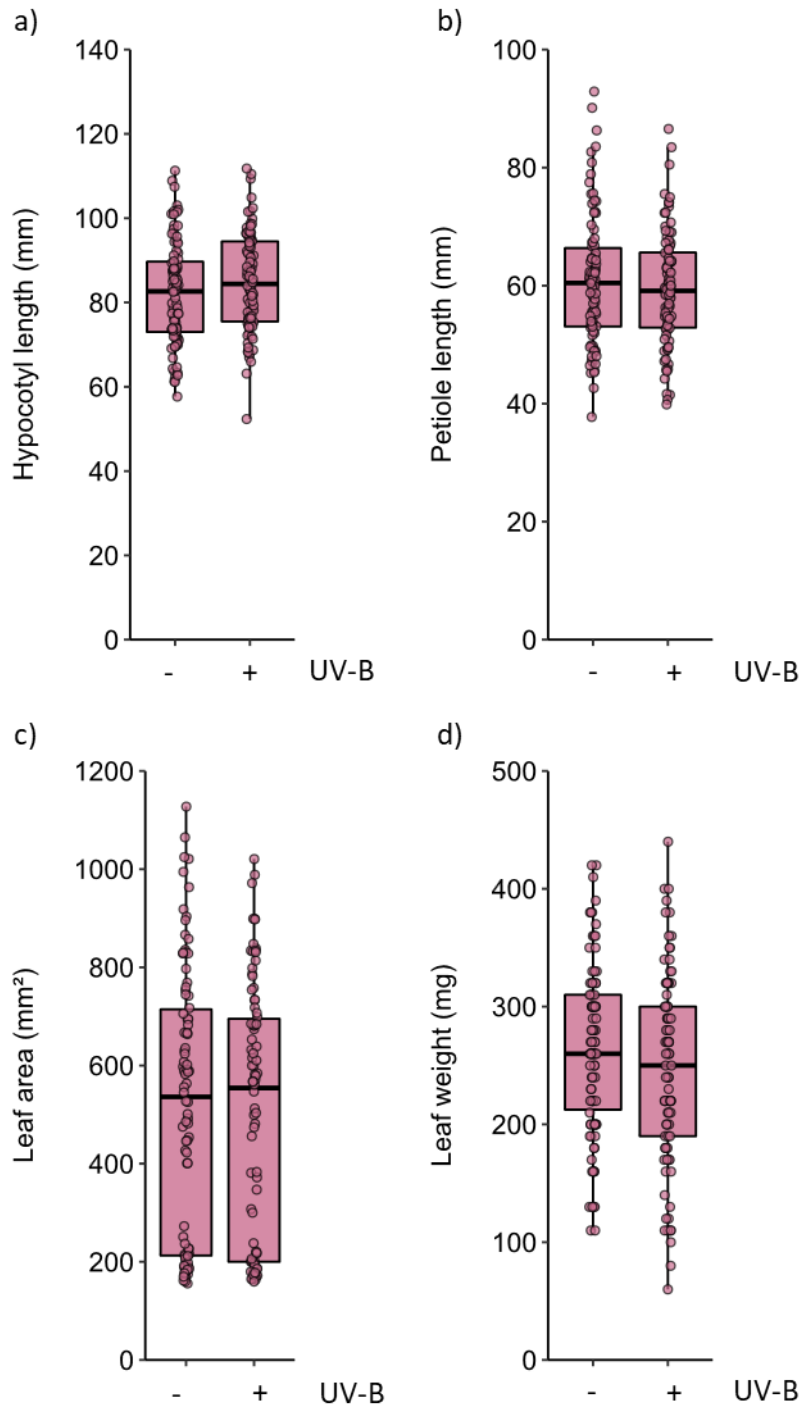 a)
140
120
100
80
60
40
20
0
Hypocotyl length (mm)
- + UV-B
b)
100
80
60
40
20
0
Petiole length (mm)
- + UV-B
c)
1200
1000
800
600
400
200
0
Leaf area (mm²)
- + UV-B
d)
500
400
300
200
100
0
Leaf weight (mg)
- + UV-B